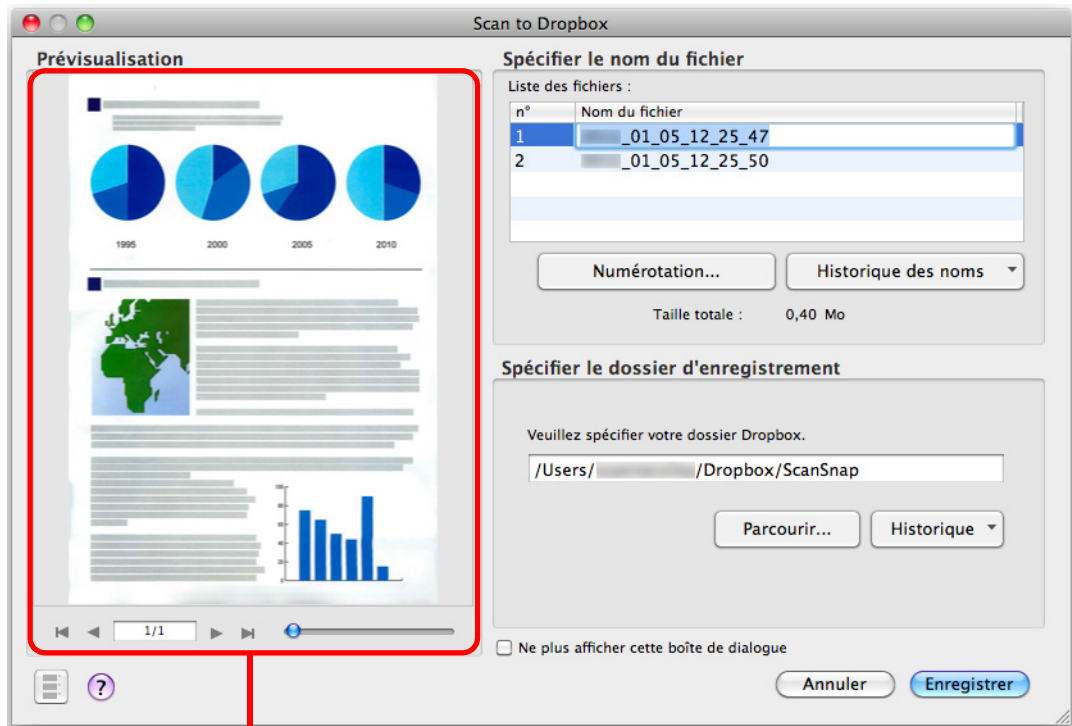 Scan to Dropbox
Prévisualisation
1995 2000 2005 2010
1/1
Spécifier le nom du fichier
Liste des fichiers :
n° Nom du fichier
1 _01_05_12_25_47
2 _01_05_12_25_50
Numérotation... Historique des noms
Taille totale : 0,40 Mo
Spécifier le dossier d'enregistrement
Veuillez spécifier votre dossier Dropbox.
/Users/ /Dropbox/ScanSnap
Parcourir... Historique
Ne plus afficher cette boîte de dialogue
?
Annuler Enregistrer